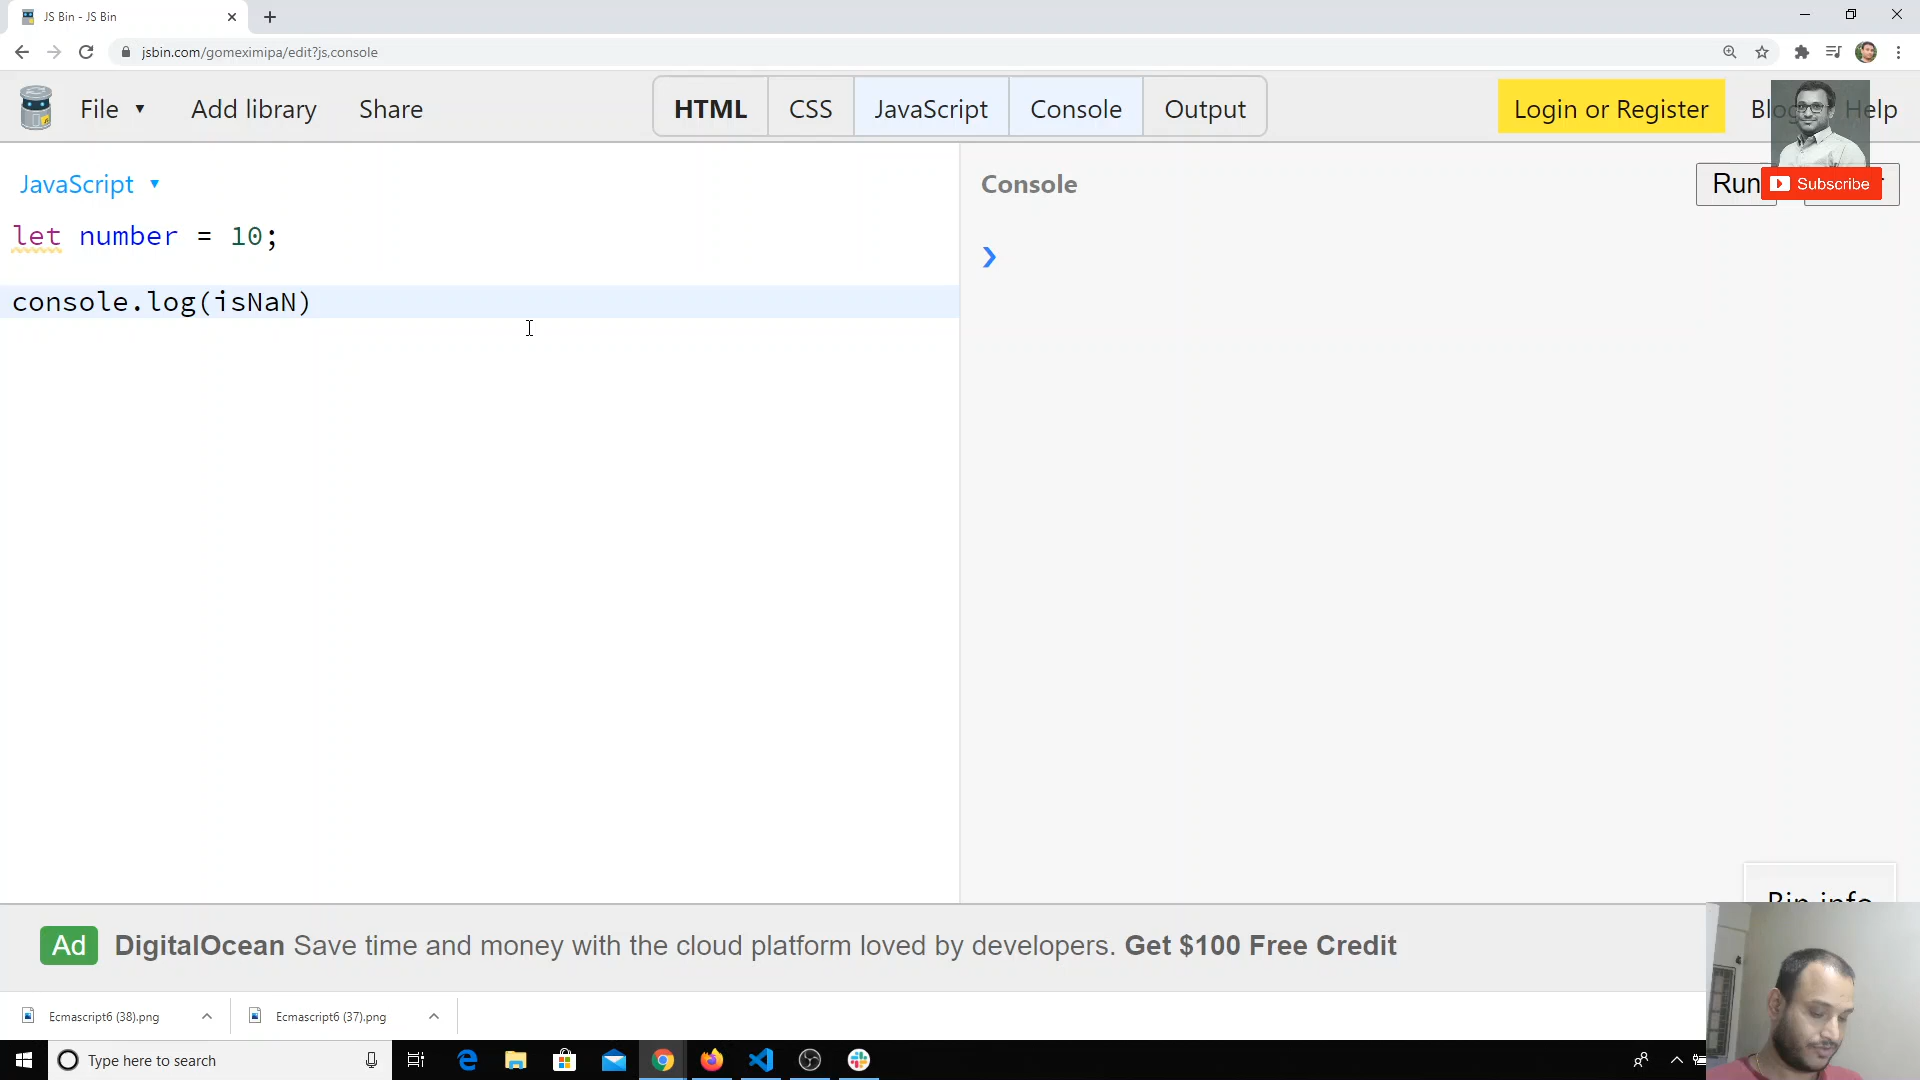 JS Bin - JS Bin
jsbin.com/gomeximipa/edit?js,console
File
Add library
Share
HTML
CSS
JavaScript
Console
Output
Login or Register
Help
JavaScript
Console
Run
Subscribe
let number = 10;
console.log(isNaN)
Bin info
Ad
DigitalOcean Save time and money with the cloud platform loved by developers. Get $100 Free Credit
Ecmascript6 (38).png
Ecmascript6 (37).png
Type here to search